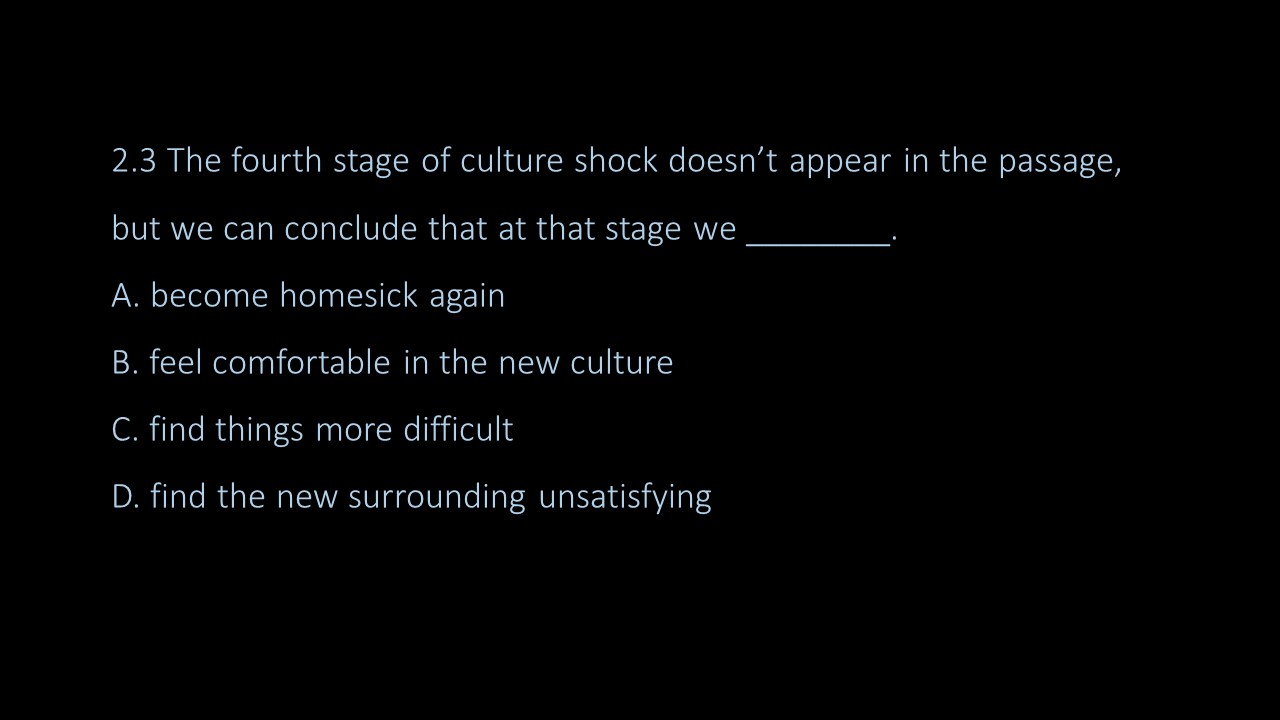 2.3 The fourth stage of culture shock doesn’t appear in the passage,
but we can conclude that at that stage we ________.
A. become homesick again
B. feel comfortable in the new culture
C. find things more difficult
D. find the new surrounding unsatisfying